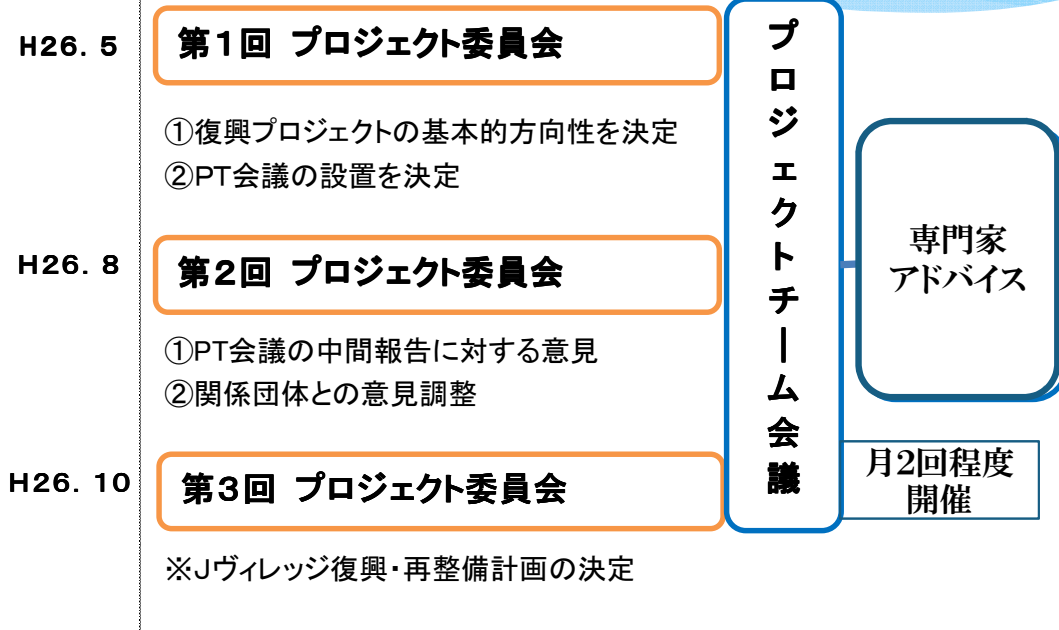 H26. 5
第1回 プロジェクト委員会
①復興プロジェクトの基本的方向性を決定
②PT会議の設置を決定
H26. 8
第2回 プロジェクト委員会
①PT会議の中間報告に対する意見
②関係団体との意見調整
H26. 10
第3回 プロジェクト委員会
※Jヴィレッジ復興・再整備計画の決定
プロジェクトチーム会議
専門家
アドバイス
月2回程度
開催